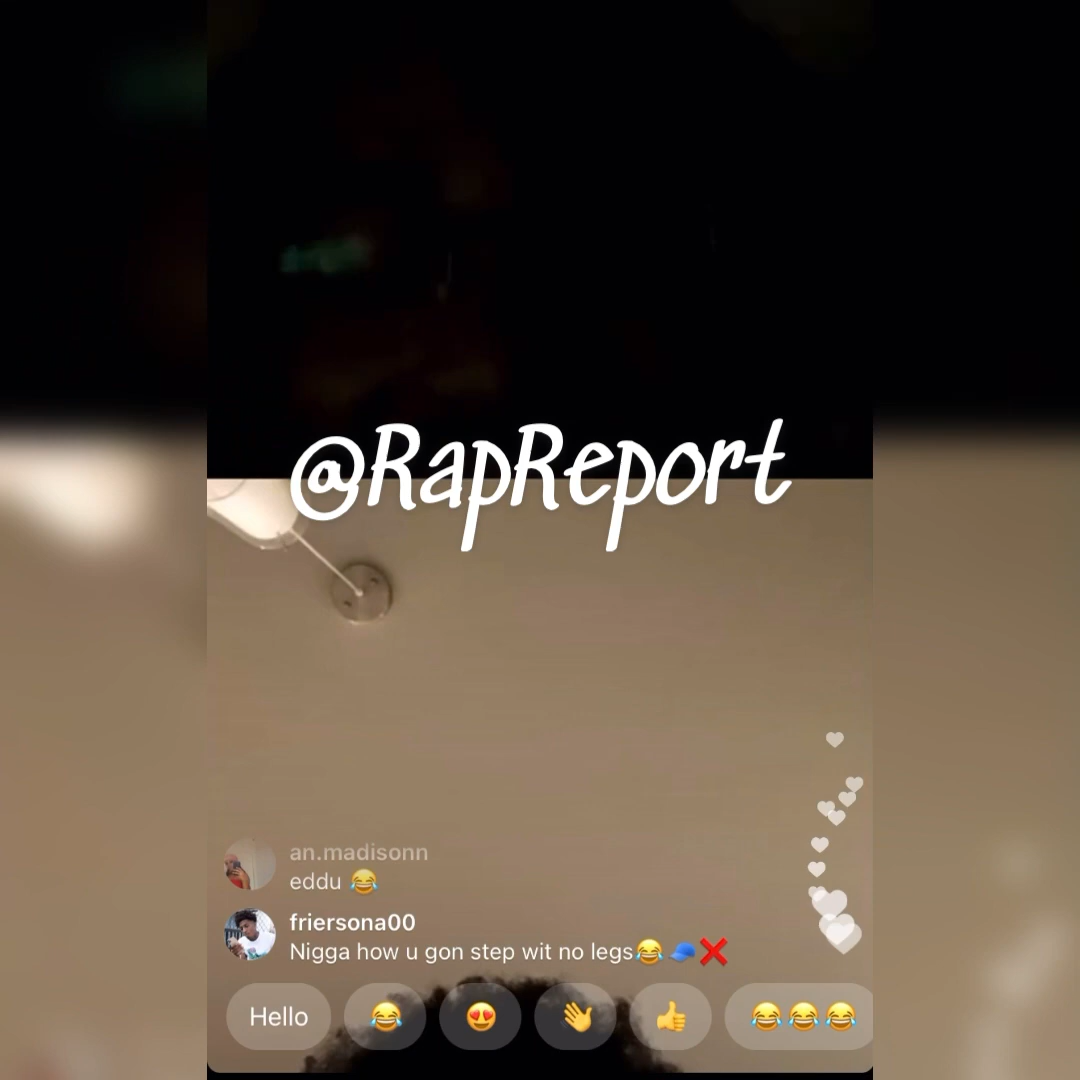 @RapReport
an.madisonn
eddu 😂
friersona00
Nigga how u gon step wit no legs😂🧢❌
Hello